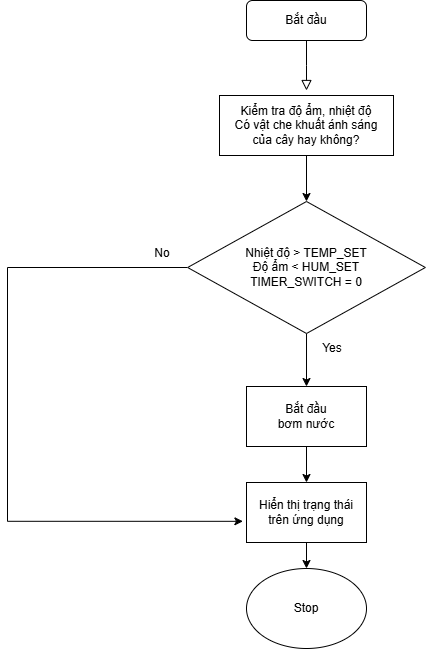 Bắt đầu
Kiểm tra độ ẩm, nhiệt độ
Có vật che khuất ánh sáng
của cây hay không?
No
Nhiệt độ > TEMP_SET
Độ ẩm < HUM_SET
TIMER_SWITCH = 0
Yes
Bắt đầu
bơm nước
Hiển thị trạng thái
trên ứng dụng
Stop